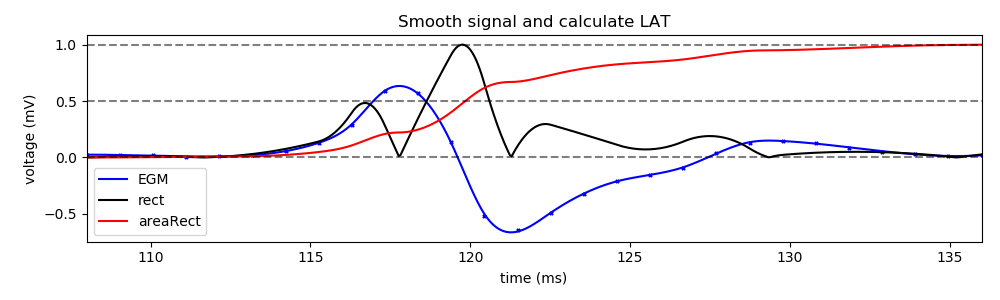 Smooth signal and calculate LAT
voltage (mV)
1.0
0.5
0.0
−0.5
EGM
rect
areaRect
110 115 120 125 130 135
time (ms)